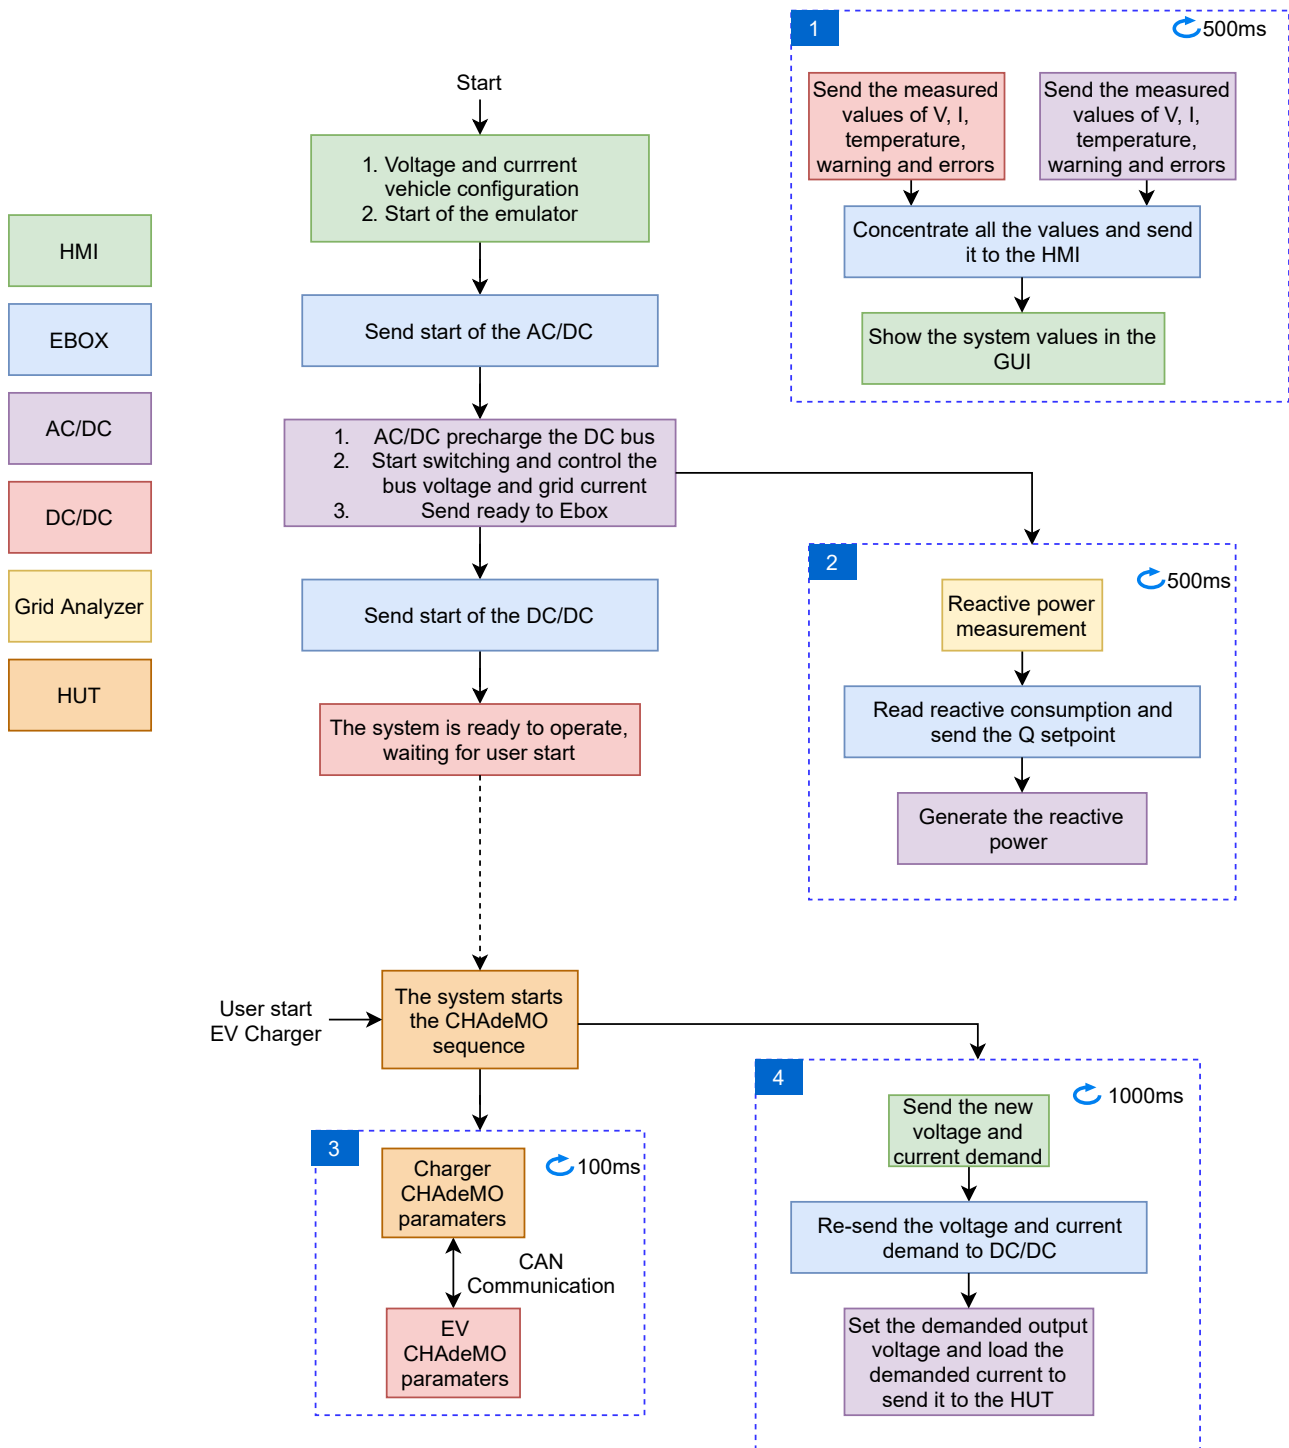 Start
1. Voltage and currrent
vehicle configuration
2. Start of the emulator
Send start of the AC/DC
1. AC/DC precharge the DC bus
2. Start switching and control the
bus voltage and grid current
3. Send ready to Ebox
Send start of the DC/DC
The system is ready to operate,
waiting for user start
User start
EV Charger
The system starts
the CHAdeMO
sequence
HMI
EBOX
AC/DC
DC/DC
Grid Analyzer
HUT
1
500ms
Send the measured
values of V, I,
temperature,
warning and errors
Send the measured
values of V, I,
temperature,
warning and errors
Concentrate all the values and send
it to the HMI
Show the system values in the
GUI
2
500ms
Reactive power
measurement
Read reactive consumption and
send the Q setpoint
Generate the reactive
power
3
100ms
Charger
CHAdeMO
paramaters
CAN
Communication
EV
CHAdeMO
paramaters
4
1000ms
Send the new
voltage and
current demand
Re-send the voltage and current
demand to DC/DC
Set the demanded output
voltage and load the
demanded current to
send it to the HUT